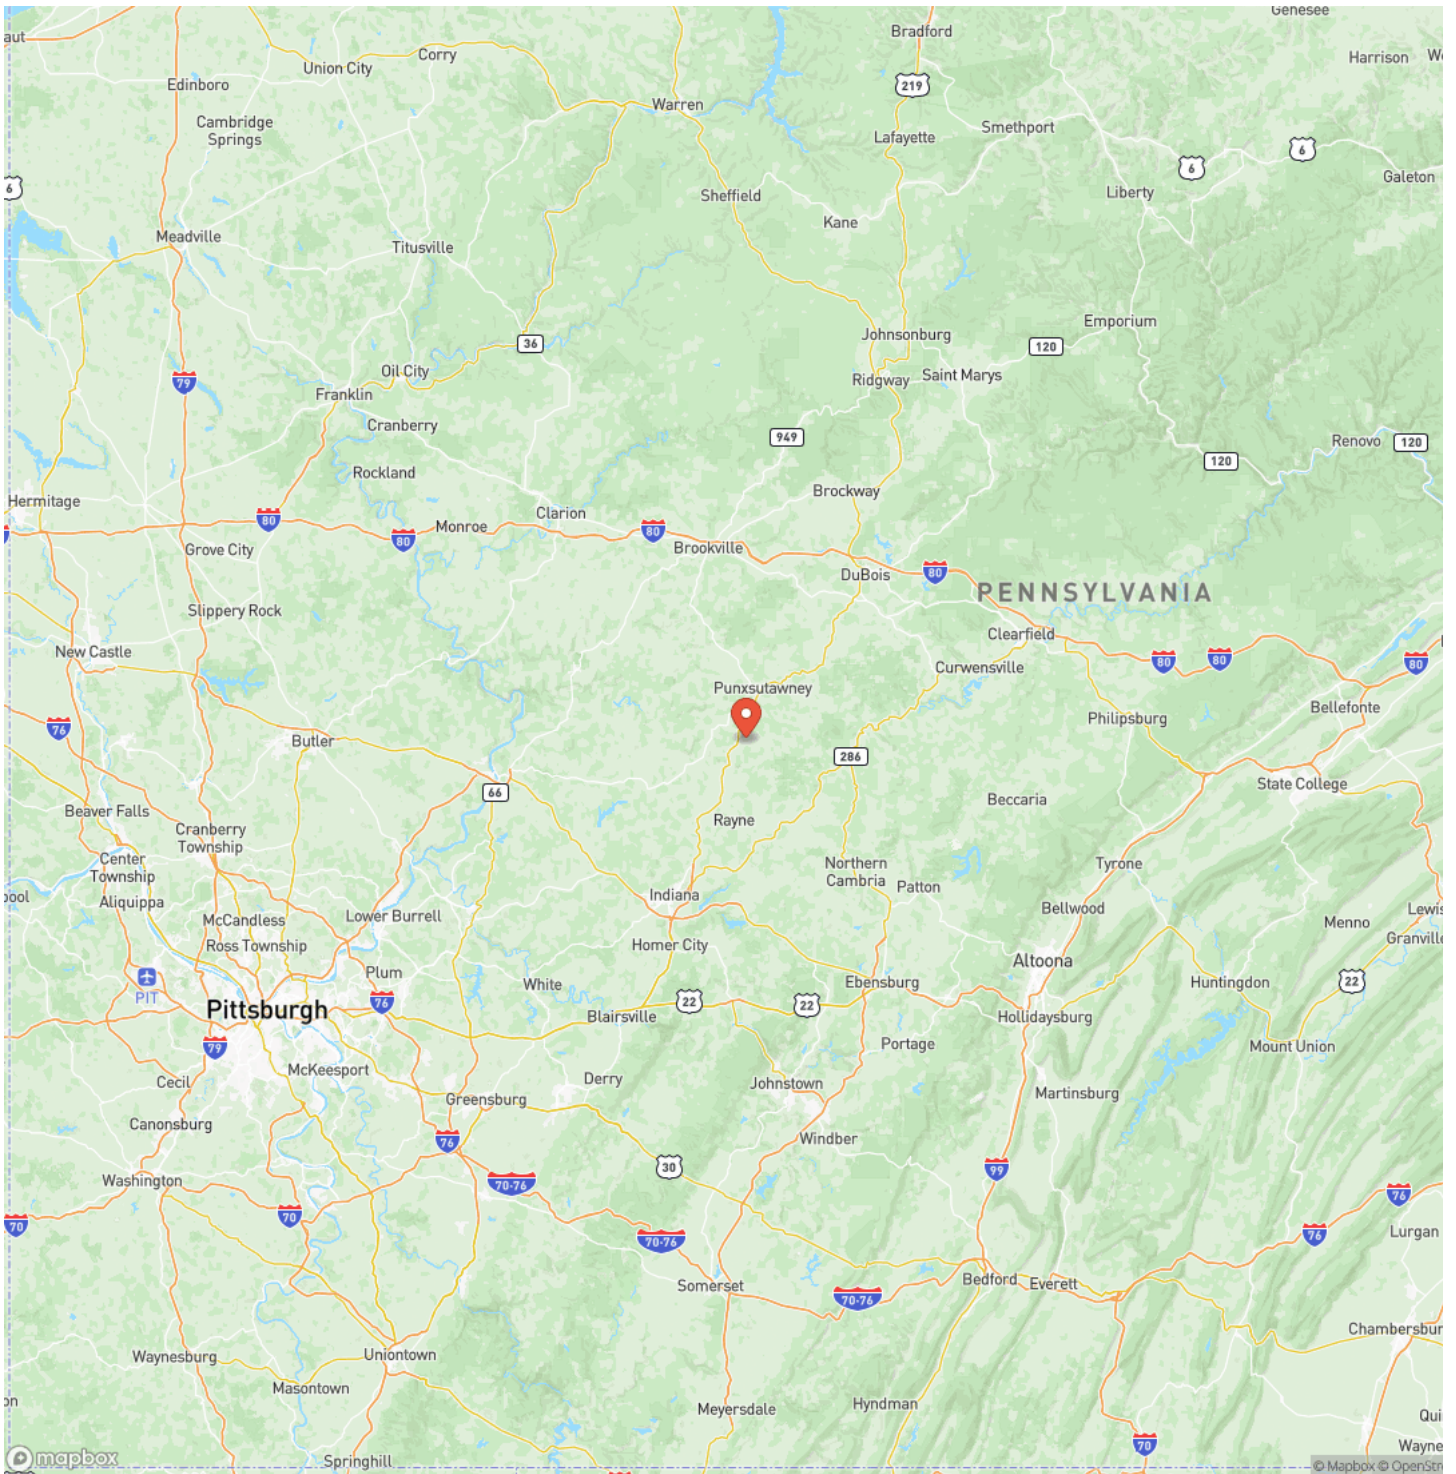 Genesee
aut
Bradford
Corry
Union City
Harrison
Edinboro
219
Warren
Cambridge
Springs
Smethport
Lafayette
6
6
6
Sheffield
Liberty
Galeton
Kane
Meadville
Titusville
Emporium
Johnsonburg
36
120
Oil City
79
Ridgway
Saint Marys
Franklin
Cranberry
949
Renovo
120
120
Rockland
Brockway
Hermitage
Clarion
80
Monroe
80
80
Brookville
Grove City
DuBois
80
PENNSYLVANIA
Slippery Rock
Clearfield
New Castle
Curwensville
80
80
80
Punxsutawney
Bellefonte
76
Philipsburg
Butler
286
State College
66
Beccaria
Beaver Falls
Rayne
Cranberry
Township
Center
Township
Northern
Cambria
Tyrone
Patton
Indiana
pool
Aliquippa
McCandless
Lower Burrell
Bellwood
Lewis
Menno
Ross Township
Homer City
Granville
Altoona
PIT
Plum
White
Ebensburg
Huntingdon
22
76
22
22
Pittsburgh
Blairsville
Hollidaysburg
79
Portage
Mount Union
McKeesport
Cecil
Derry
Johnstown
Greensburg
Martinsburg
Canonsburg
76
Windber
Washington
30
99
70-76
76
70
70
70-76
76
Lurgan
Somerset
Bedford
Everett
70-76
Chambersbur
Waynesburg
Uniontown
Masontown
Hyndman
on
Meyersdale
Qui
70
Wayne
mapbox
Springhill
© Mapbox © OpenStre